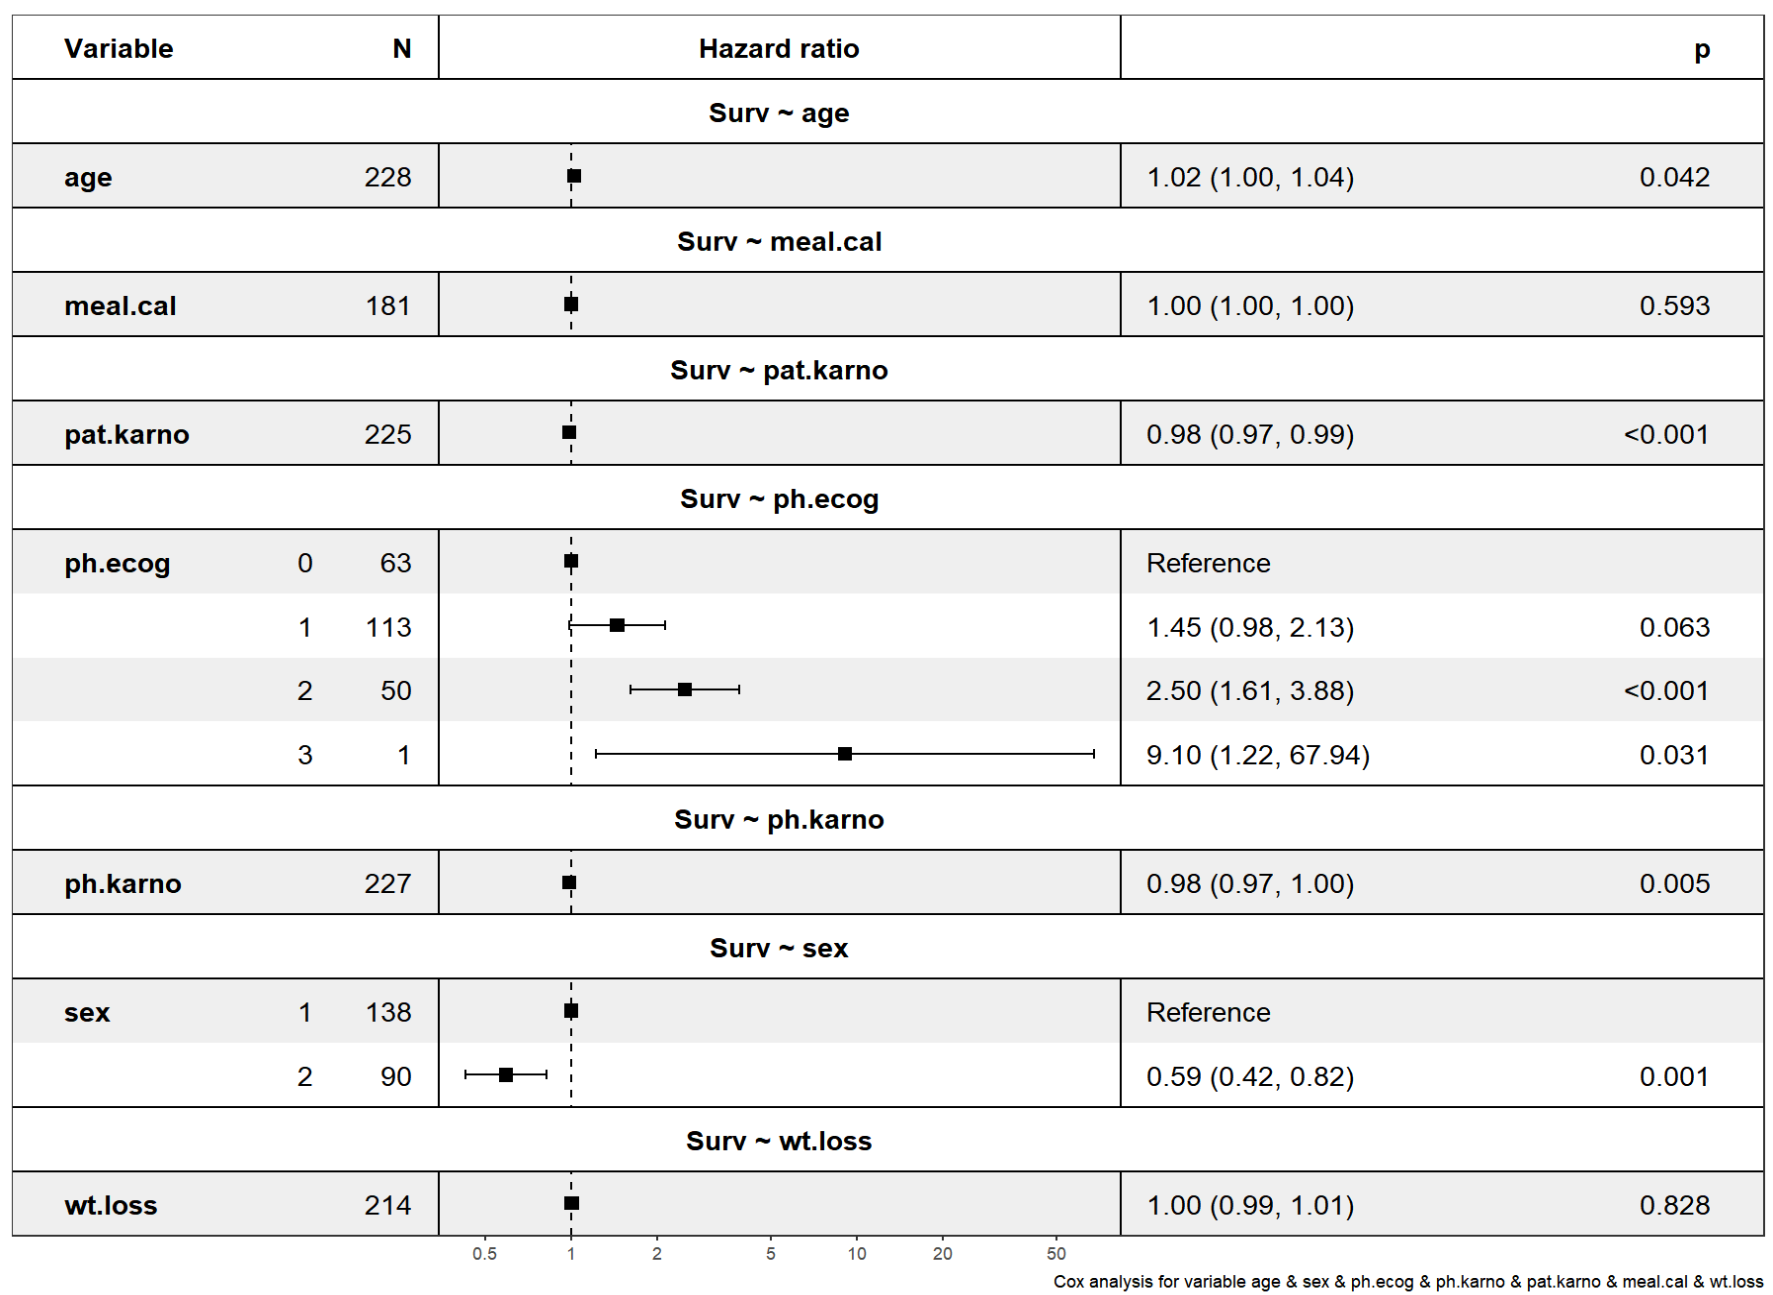 Variable N Hazard ratio p
Surv ~ age
age 228 1.02 (1.00, 1.04) 0.042
Surv ~ meal.cal
meal.cal 181 1.00 (1.00, 1.00) 0.593
Surv ~ pat.karno
pat.karno 225 0.98 (0.97, 0.99) <0.001
Surv ~ ph.ecog
ph.ecog 0 63 Reference
1 113 1.45 (0.98, 2.13) 0.063
2 50 2.50 (1.61, 3.88) <0.001
3 1 9.10 (1.22, 67.94) 0.031
Surv ~ ph.karno
ph.karno 227 0.98 (0.97, 1.00) 0.005
Surv ~ sex
sex 1 138 Reference
2 90 0.59 (0.42, 0.82) 0.001
Surv ~ wt.loss
wt.loss 214 1.00 (0.99, 1.01) 0.828
0.5 1 2 5 10 20 50
Cox analysis for variable age & sex & ph.ecog & ph.karno & pat.karno & meal.cal & wt.loss